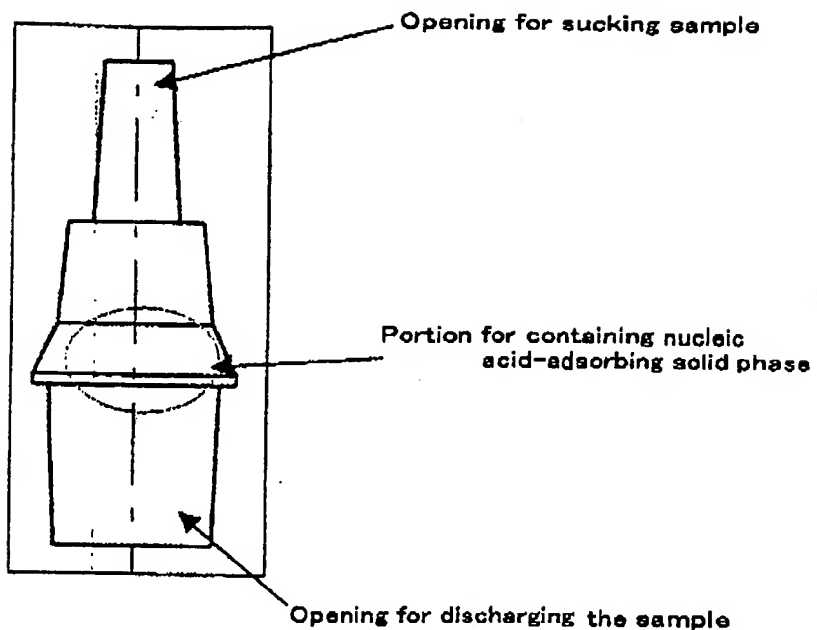 Opening for sucking sample
Portion for containing nucleic
acid-adsorbing solid phase
Opening for discharging the sample